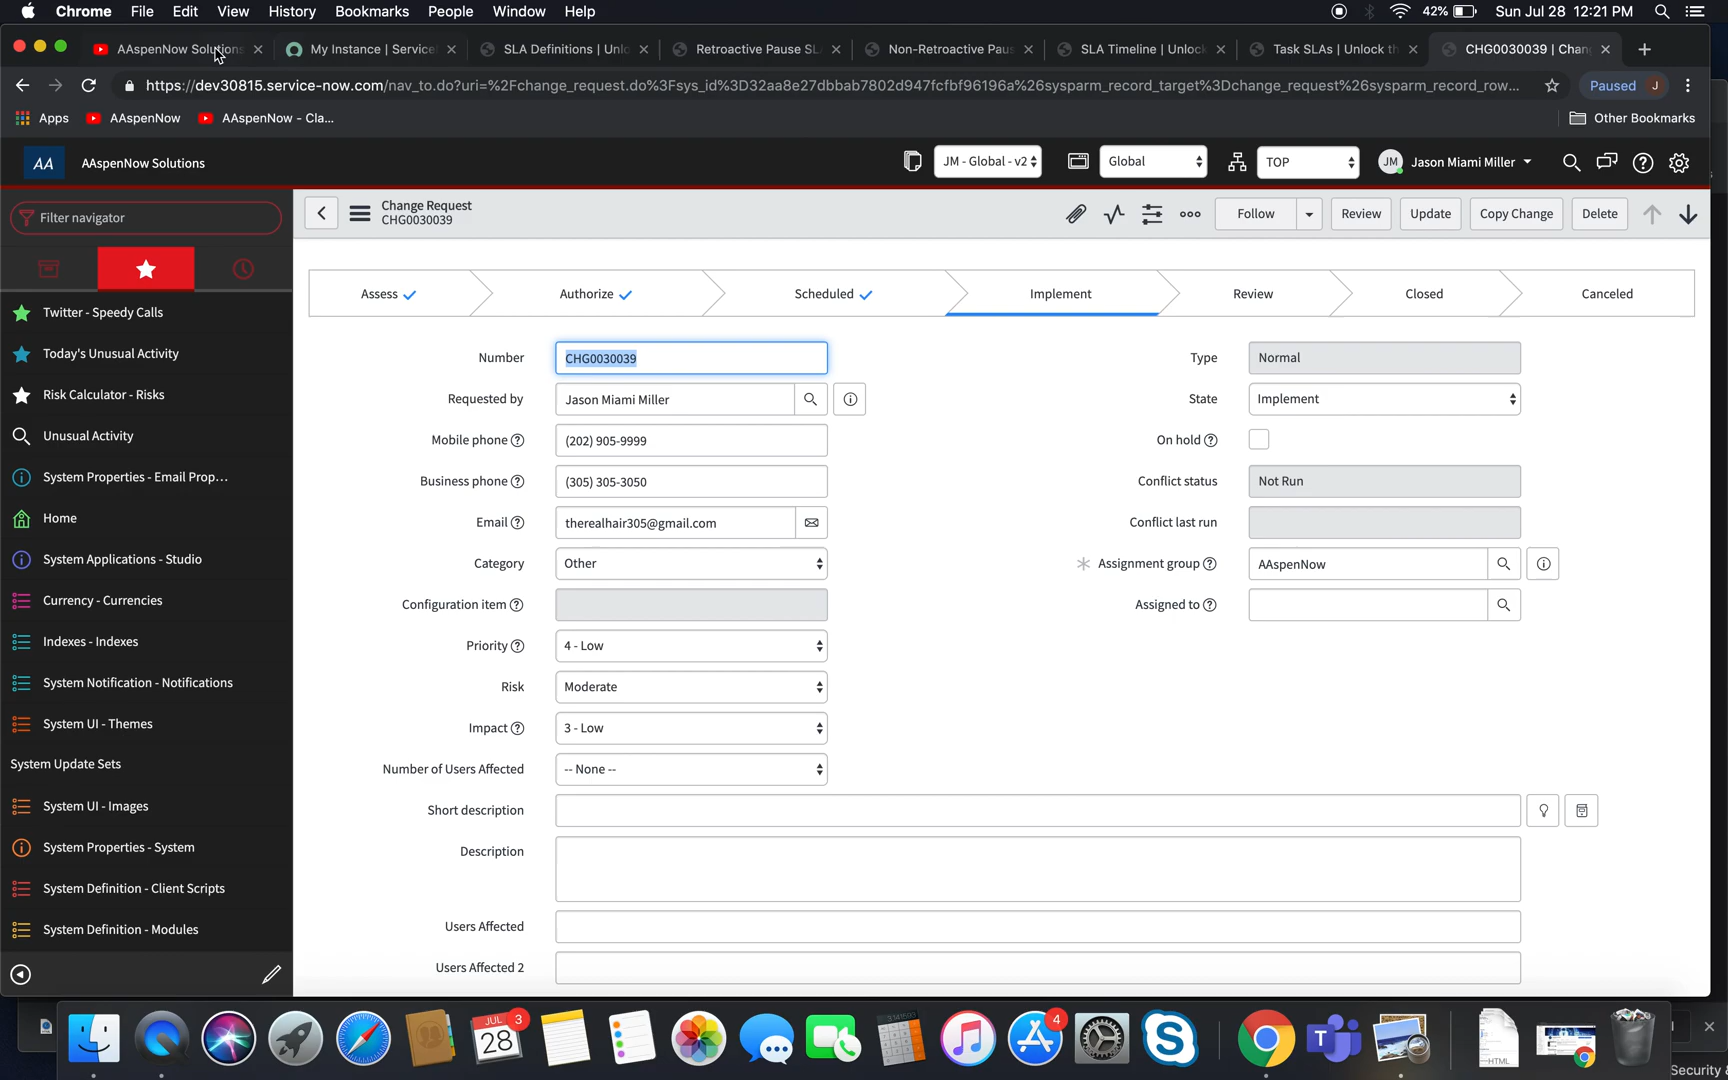 Chrome File Edit View History Bookmarks People Window Help 42% Sun Jul 28 12:21 PM
AAspenNow Solutions My Instance | Service SLA Definitions | Unlo Retroactive Pause SL Non-Retroactive Paus SLA Timeline | Unlock Task SLAs | Unlock th CHG0030039 | Chan
https://dev30815.service-now.com/nav_to.do?uri=%2Fchange_request.do%3Fsys_id%3D32aa8e27dbbab7802d947fcfbf96196a%26sysparm_record_target%3Dchange_request%26sysparm_record_row... Paused J
Apps AAspenNow AAspenNow - Cla... Other Bookmarks
AA AAspenNow Solutions JM - Global - v2 Global TOP JM Jason Miami Miller
Filter navigator
Change Request
CHG0030039
Follow Review Update Copy Change Delete
Twitter - Speedy Calls
Today's Unusual Activity
Risk Calculator - Risks
Unusual Activity
System Properties - Email Prop...
Home
System Applications - Studio
Currency - Currencies
Indexes - Indexes
System Notification - Notifications
System UI - Themes
System Update Sets
System UI - Images
System Properties - System
System Definition - Client Scripts
System Definition - Modules
Assess Authorize Scheduled Implement Review Closed Canceled
Number CHG0030039
Requested by Jason Miami Miller
Mobile phone (202) 905-9999
Business phone (305) 305-3050
Email therealhair305@gmail.com
Category Other
Configuration item
Priority 4 - Low
Risk Moderate
Impact 3 - Low
Number of Users Affected -- None --
Type Normal
State Implement
On hold
Conflict status Not Run
Conflict last run
Assignment group AAspenNow
Assigned to
Short description
Description
Users Affected
Users Affected 2
JUL 28 3
4
HTML
Security